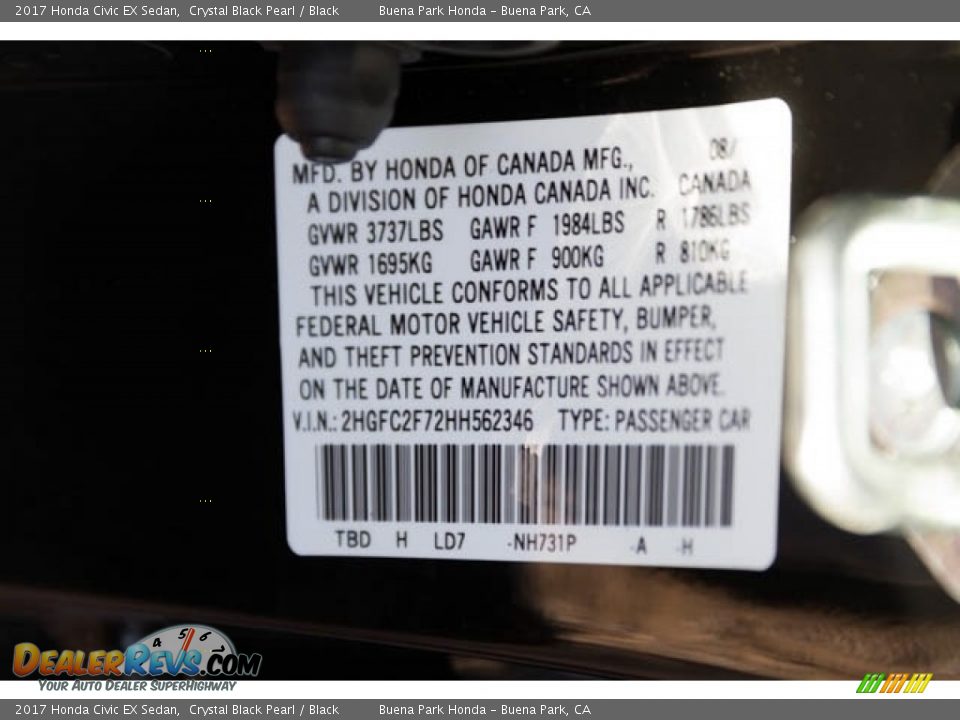 2017 Honda Civic EX Sedan, Crystal Black Pearl / Black Buena Park Honda - Buena Park, CA
MFD. BY HONDA OF CANADA MFG., 08/
A DIVISION OF HONDA CANADA INC. CANADA
GVWR 3737LBS GAWR F 1984LBS R 1786LBS
GVWR 1695KG GAWR F 900KG R 810KG
THIS VEHICLE CONFORMS TO ALL APPLICABLE
FEDERAL MOTOR VEHICLE SAFETY, BUMPER,
AND THEFT PREVENTION STANDARDS IN EFFECT
ON THE DATE OF MANUFACTURE SHOWN ABOVE.
V.I.N.: 2HGFC2F72HH562346 TYPE: PASSENGER CAR
TBD H LD7 -NH731P -A -H
4 5 6
DEALERREVS.COM
YOUR AUTO DEALER SUPERHIGHWAY
2017 Honda Civic EX Sedan, Crystal Black Pearl / Black Buena Park Honda - Buena Park, CA